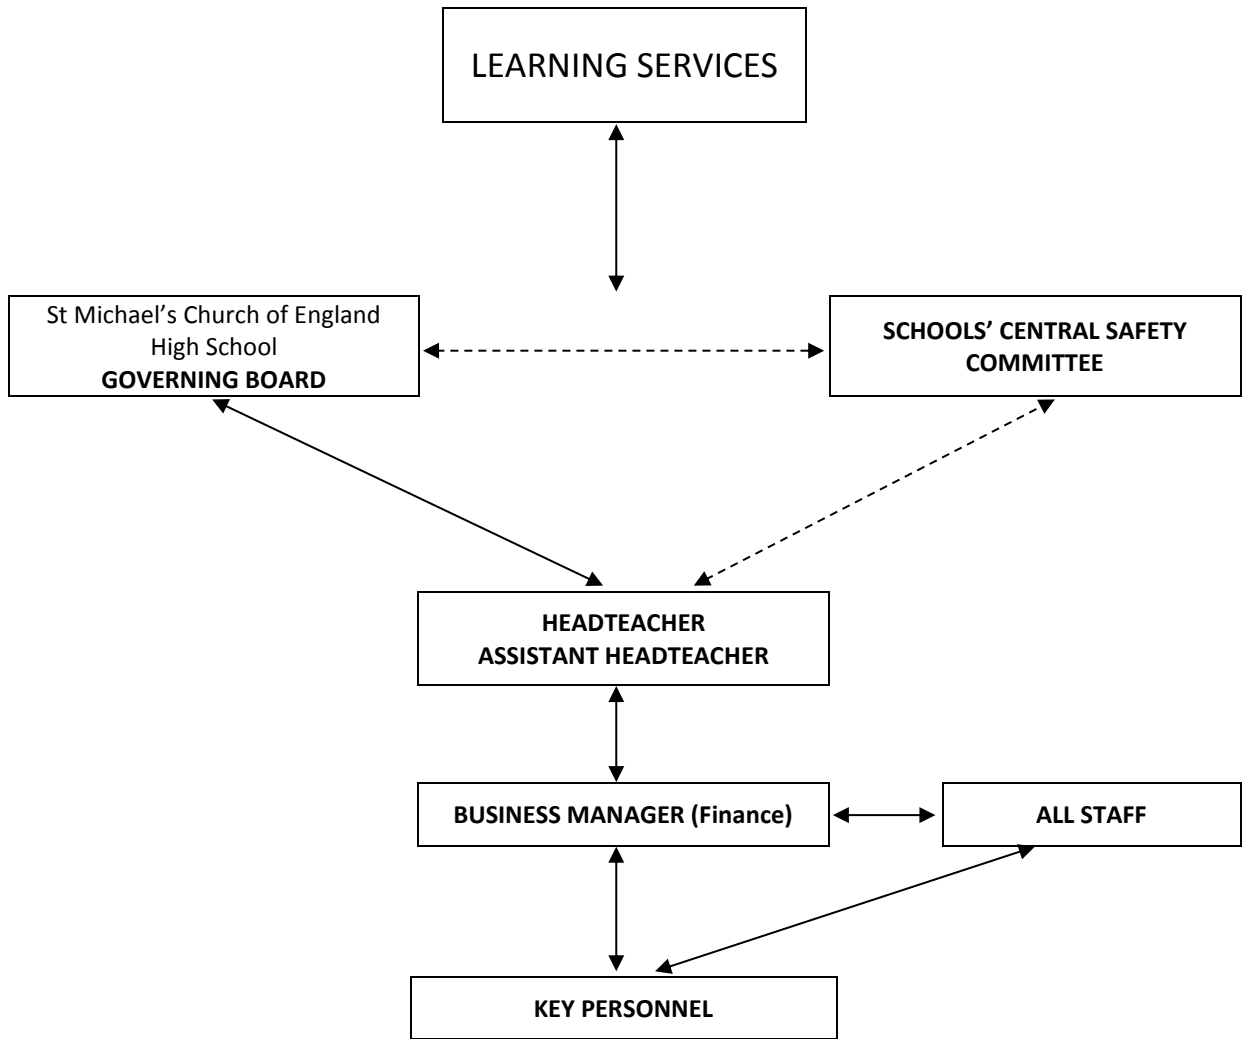 LEARNING SERVICES
St Michael’s Church of England
High School
GOVERNING BOARD
SCHOOLS’ CENTRAL SAFETY
COMMITTEE
HEADTEACHER
ASSISTANT HEADTEACHER
BUSINESS MANAGER (Finance)
ALL STAFF
KEY PERSONNEL